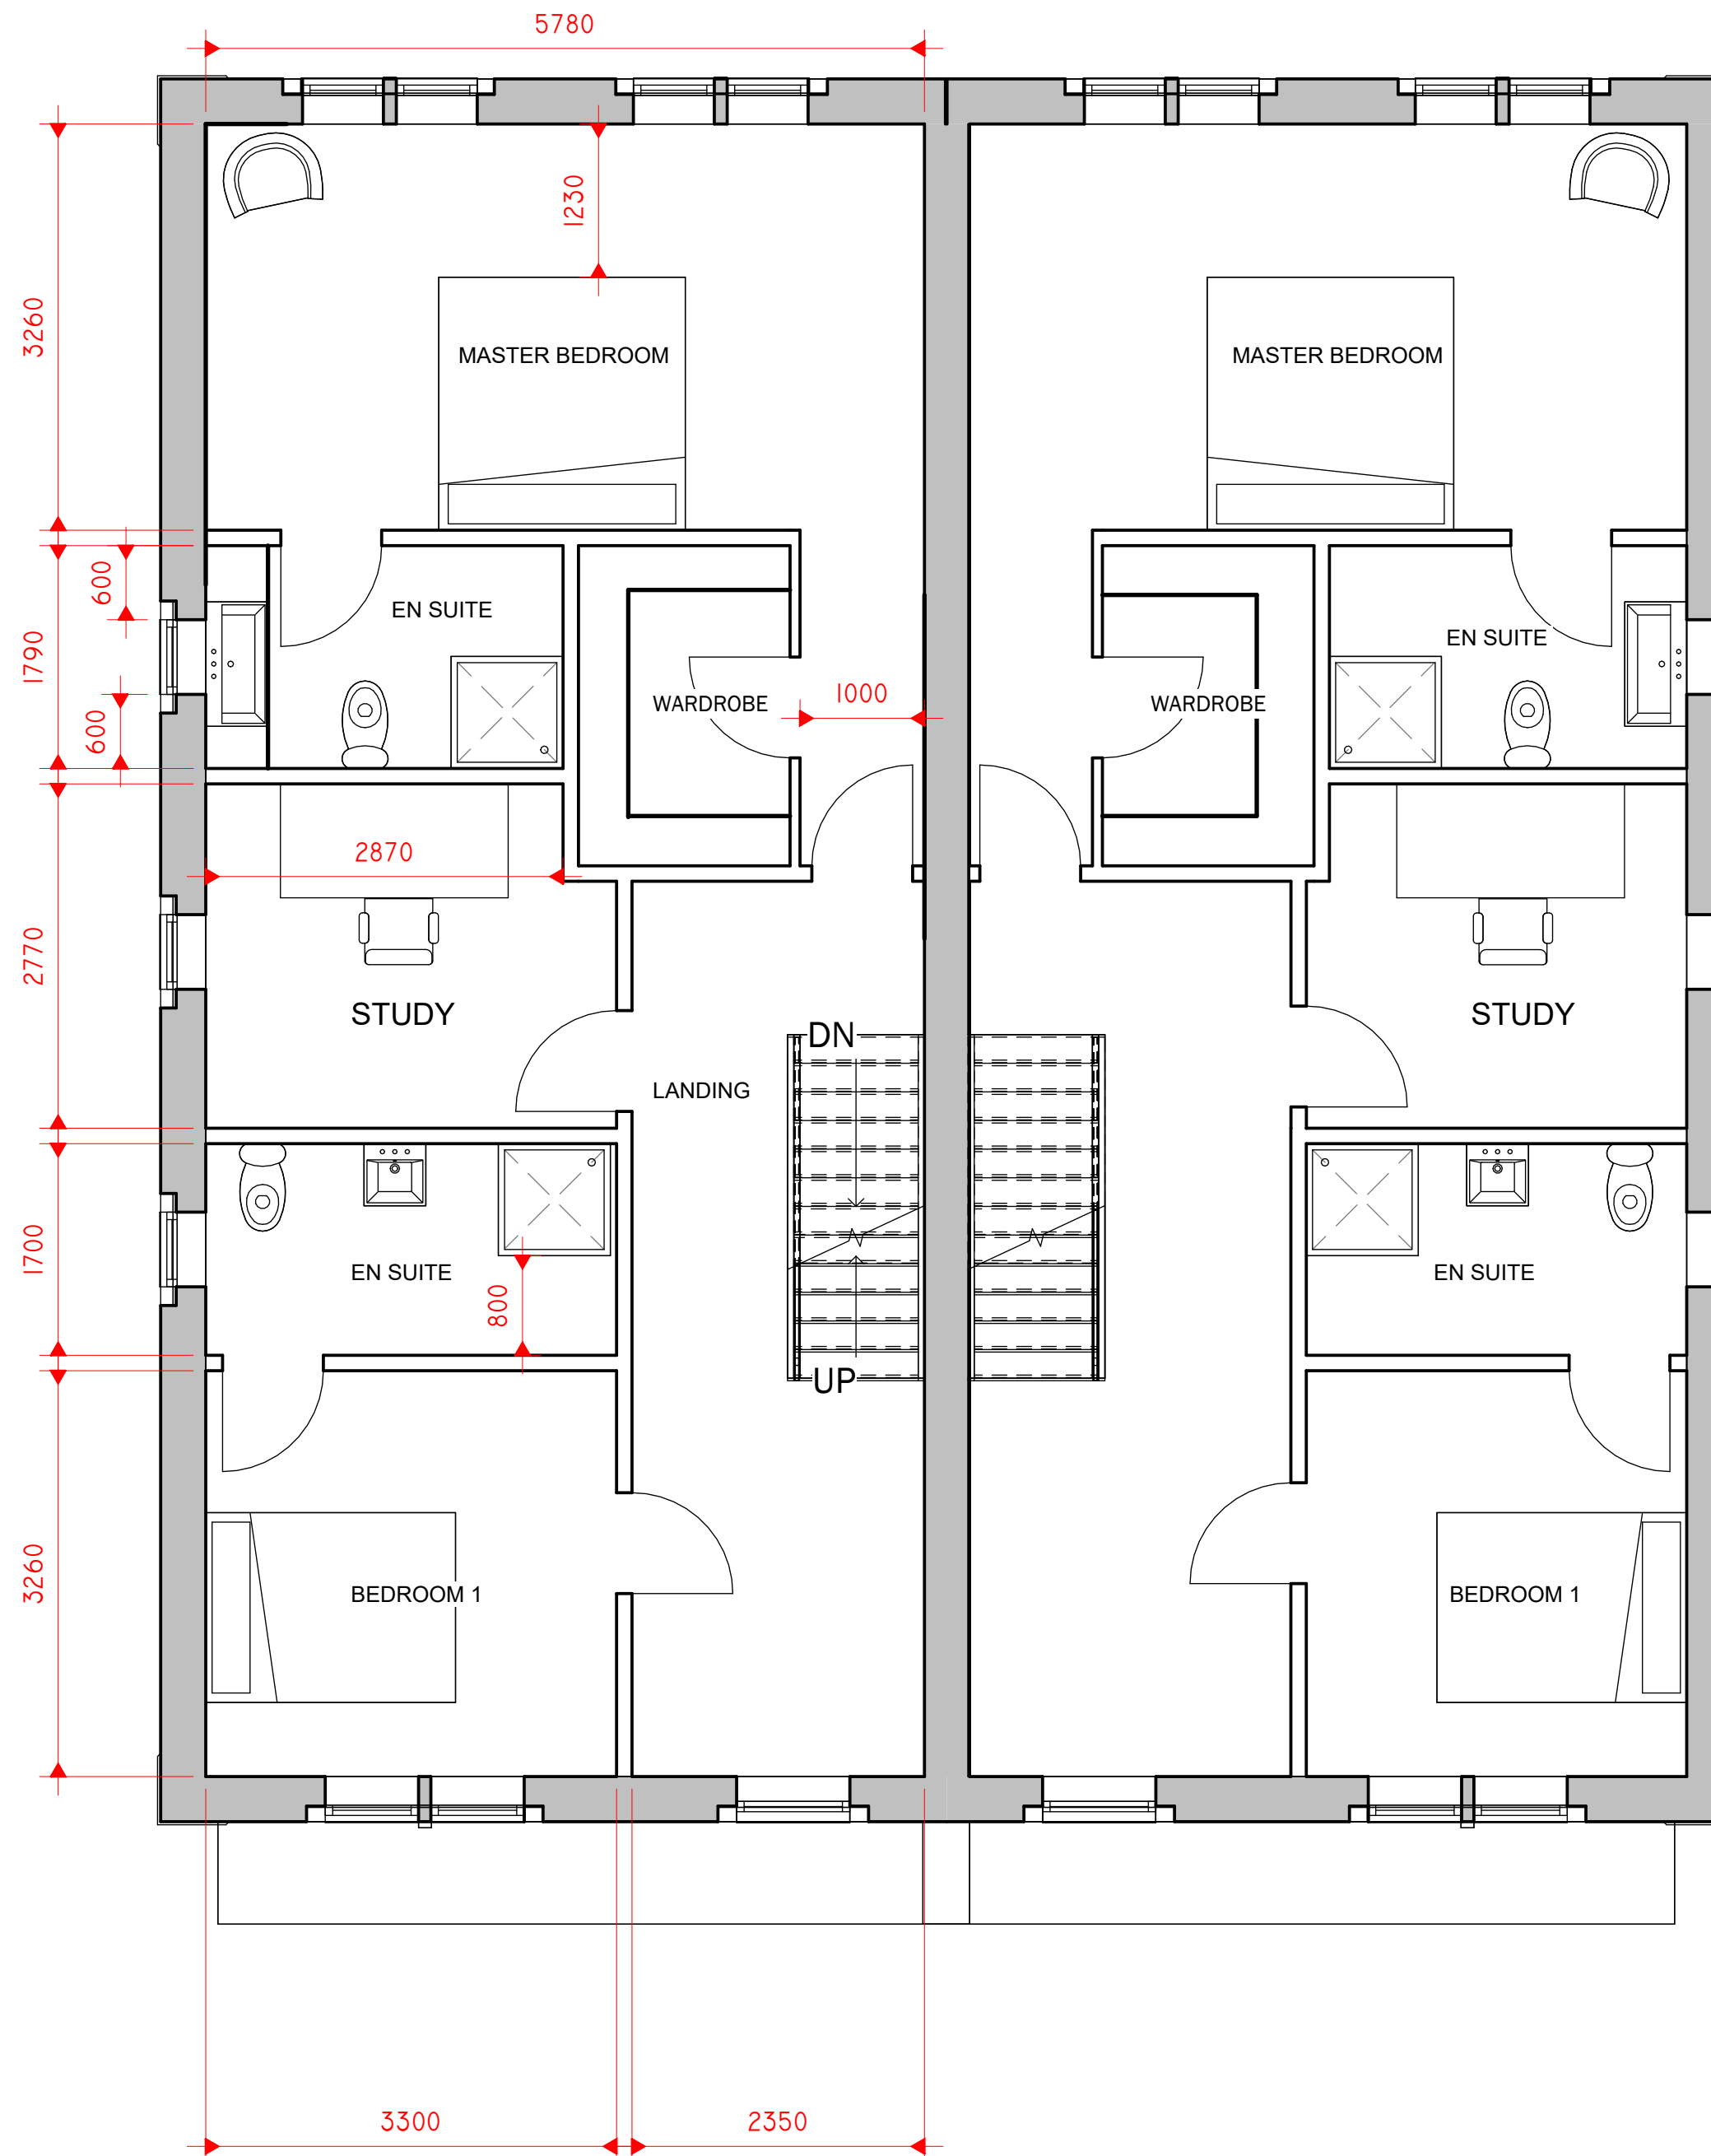 5780
1230
3260
MASTER BEDROOM
MASTER BEDROOM
600
EN SUITE
EN SUITE
1790
WARDROBE
1000
WARDROBE
600
2870
2770
STUDY
STUDY
DN
LANDING
1700
EN SUITE
EN SUITE
800
UP
3260
BEDROOM 1
BEDROOM 1
3300
2350